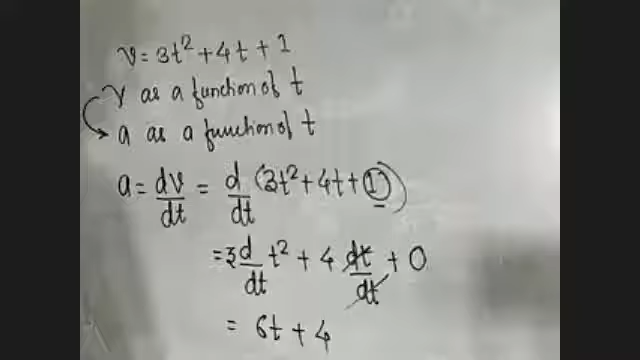 v = 3t² + 4t + 1
v as a function of t
a as a function of t
a = dv/dt = d/dt (3t² + 4t + 1)
= 3 d/dt t² + 4 dt/dt + 0
= 6t + 4